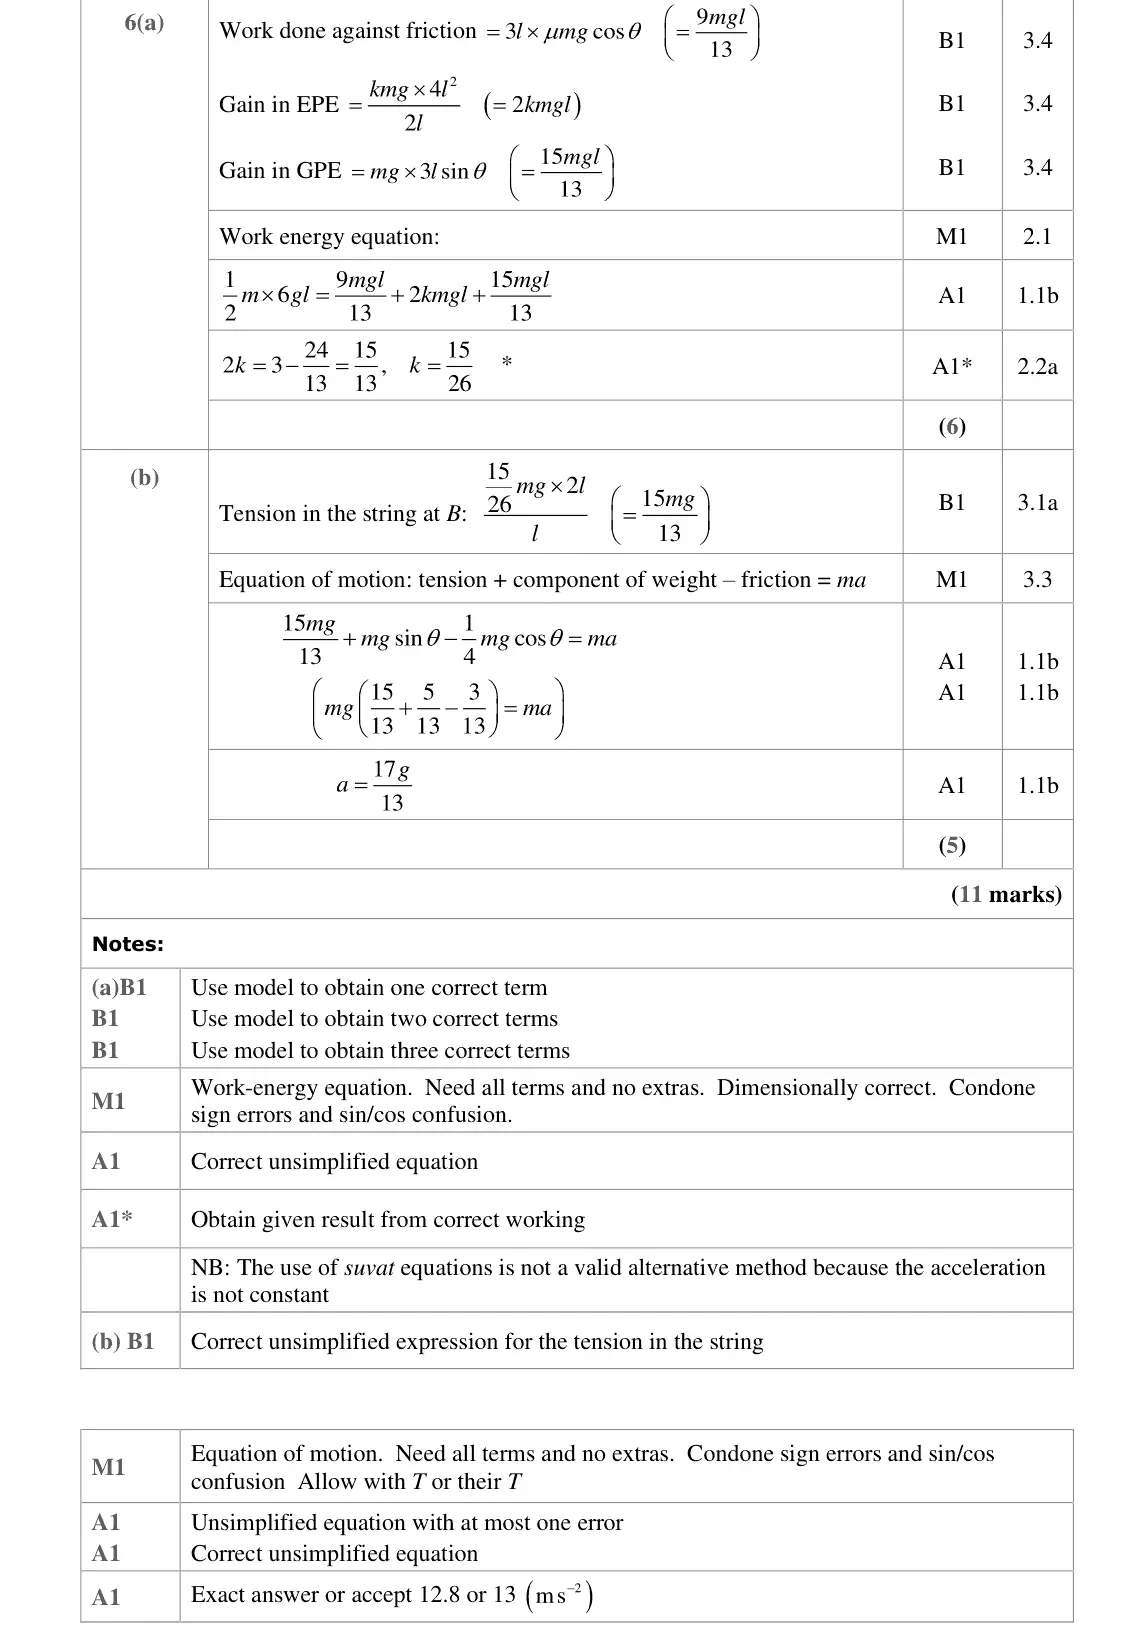 6(a) Work done against friction = 3l × μmg cos θ (= 9mgl/13) B1 3.4
Gain in EPE = kmg × 4l²/2l (= 2kmgl) B1 3.4
Gain in GPE = mg × 3l sin θ (= 15mgl/13) B1 3.4
Work energy equation: M1 2.1
1/2 m × 6gl = 9mgl/13 + 2kmgl + 15mgl/13 A1 1.1b
2k = 3 − 24/13 = 15/13, k = 15/26 * A1* 2.2a
(6)
(b) Tension in the string at B: 15/26 mg × 2l / l (= 15mg/13) B1 3.1a
Equation of motion: tension + component of weight – friction = ma M1 3.3
15mg/13 + mg sin θ − 1/4 mg cos θ = ma A1 1.1b
(mg(15/13 + 5/13 − 3/13) = ma) A1 1.1b
a = 17g/13 A1 1.1b
(5)
(11 marks)
Notes:
(a)B1 Use model to obtain one correct term
B1 Use model to obtain two correct terms
B1 Use model to obtain three correct terms
M1 Work-energy equation. Need all terms and no extras. Dimensionally correct. Condone
sign errors and sin/cos confusion.
A1 Correct unsimplified equation
A1* Obtain given result from correct working
NB: The use of suvat equations is not a valid alternative method because the acceleration
is not constant
(b) B1 Correct unsimplified expression for the tension in the string
M1 Equation of motion. Need all terms and no extras. Condone sign errors and sin/cos
confusion Allow with T or their T
A1 Unsimplified equation with at most one error
A1 Correct unsimplified equation
A1 Exact answer or accept 12.8 or 13 (m s⁻²)